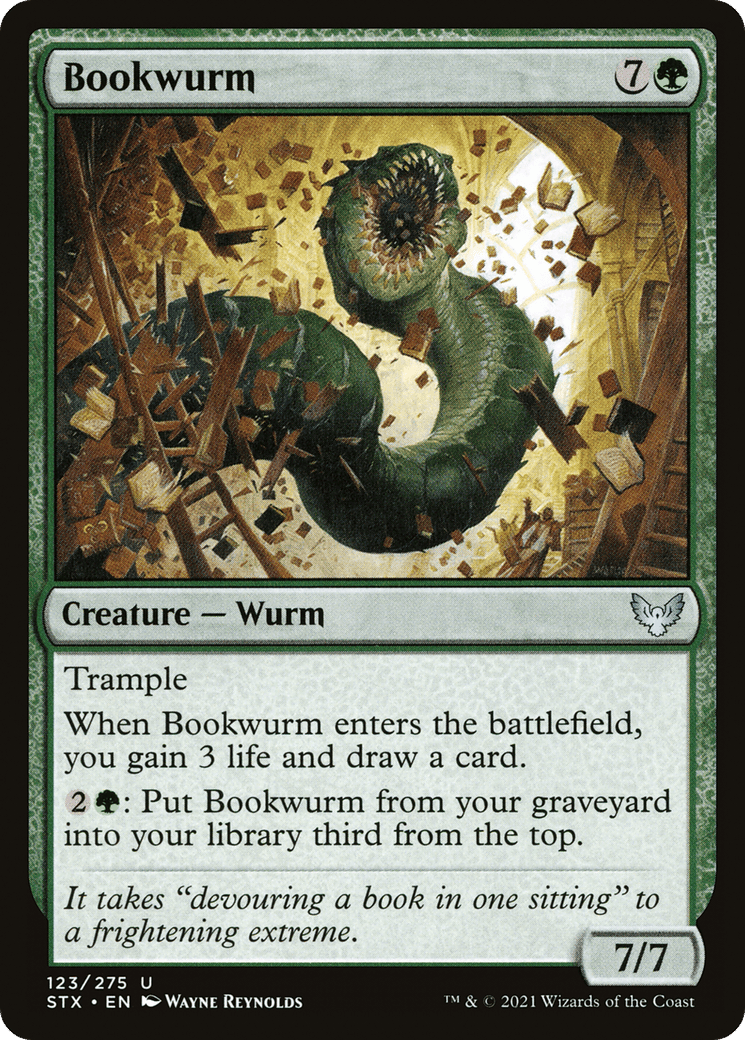 Bookwurm 7
Creature — Wurm
Trample
When Bookwurm enters the battlefield,
you gain 3 life and draw a card.
2 : Put Bookwurm from your graveyard
into your library third from the top.
It takes “devouring a book in one sitting” to
a frightening extreme.
7/7
123/275 U
STX • EN Wayne Reynolds
™ & © 2021 Wizards of the Coast